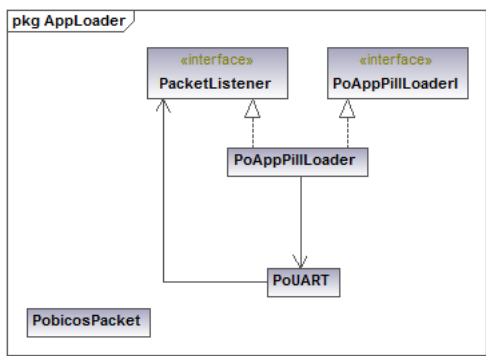 pkg AppLoader
«interface»
PacketListener
«interface»
PoAppPillLoaderI
PoAppPillLoader
PoUART
PobicosPacket